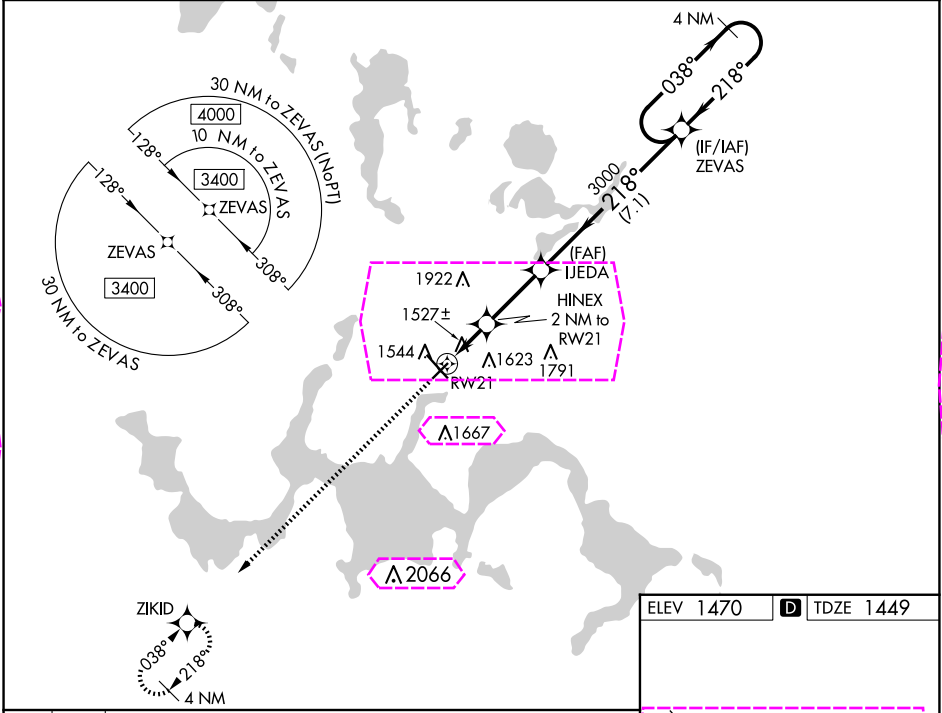 4 NM
038°
218°
(IF/IAF)
ZEVAS
30 NM to ZEVAS (NoPT)
4000
10 NM to ZEVAS
3400
128°
ZEVAS
308°
128°
ZEVAS
3400
308°
30 NM to ZEVAS
3000
218°
(7.1)
(FAF)
IJEDA
1922
HINEX
2 NM to
RW21
1527±
1544
1623
1791
RW21
1667
2066
ZIKID
038°
218°
4 NM
ELEV 1470 D TDZE 1449